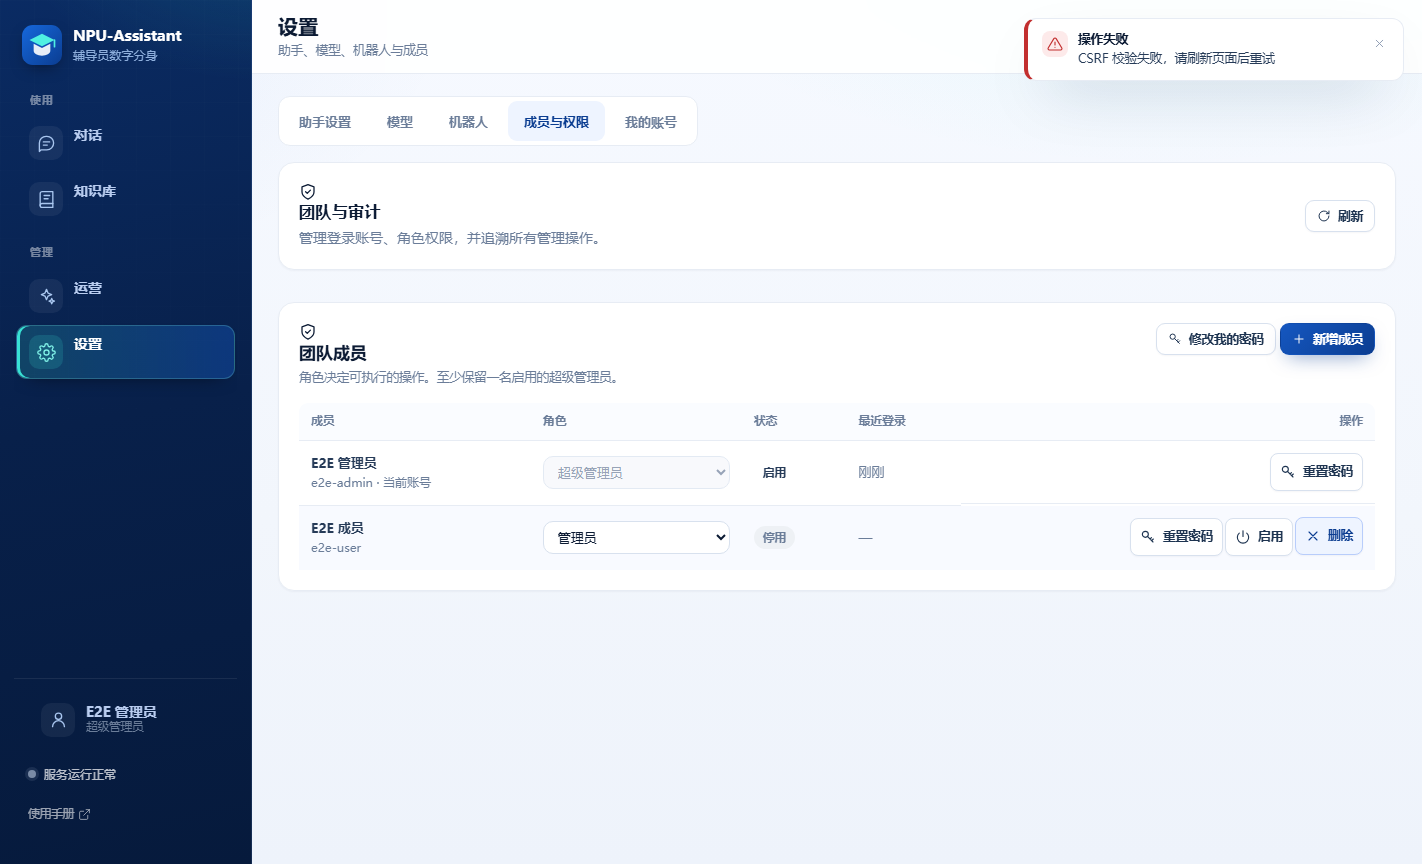 NPU-Assistant
辅导员数字分身
使用
对话
知识库
管理
运营
设置
E2E 管理员
超级管理员
服务运行正常
使用手册
设置
助手、模型、机器人与成员
操作失败
CSRF 校验失败，请刷新页面后重试
助手设置
模型
机器人
成员与权限
我的账号
团队与审计
管理登录账号、角色权限，并追溯所有管理操作。
刷新
团队成员
角色决定可执行的操作。至少保留一名启用的超级管理员。
修改我的密码
新增成员
成员 角色 状态 最近登录 操作
E2E 管理员
e2e-admin · 当前账号
超级管理员
启用
刚刚
重置密码
E2E 成员
e2e-user
管理员
停用
—
重置密码
启用
删除